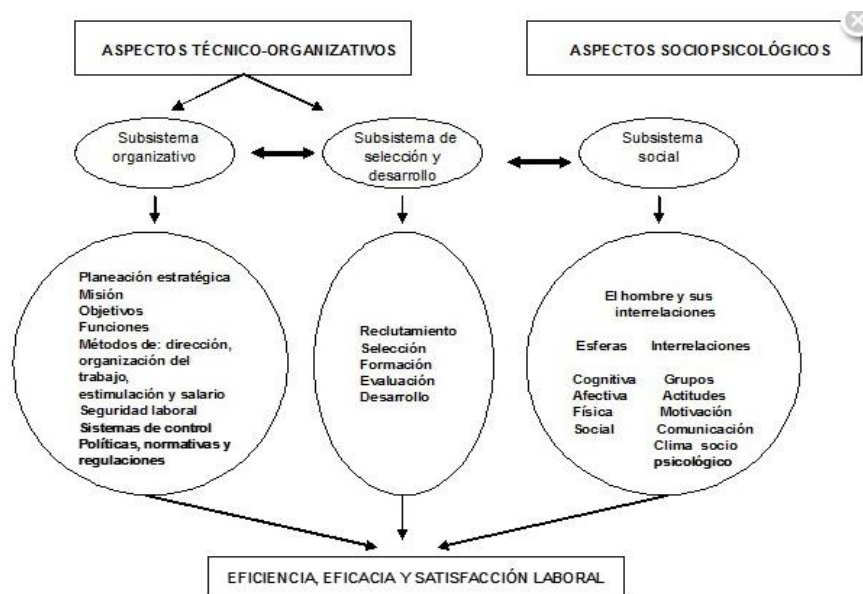 ASPECTOS TÉCNICO-ORGANIZATIVOS
ASPECTOS SOCIOPSICOLÓGICOS
Subsistema
organizativo
Subsistema de
selección y
desarrollo
Subsistema
social
Planeación estratégica
Misión
Objetivos
Funciones
Métodos de: dirección,
organización del
trabajo,
estimulación y salario
Seguridad laboral
Sistemas de control
Políticas, normativas y
regulaciones
Reclutamiento
Selección
Formación
Evaluación
Desarrollo
El hombre y sus
interrelaciones
Esferas Interrelaciones
Cognitiva Grupos
Afectiva Actitudes
Física Motivación
Social Comunicación
Clima socio
psicológico
EFICIENCIA, EFICACIA Y SATISFACCIÓN LABORAL